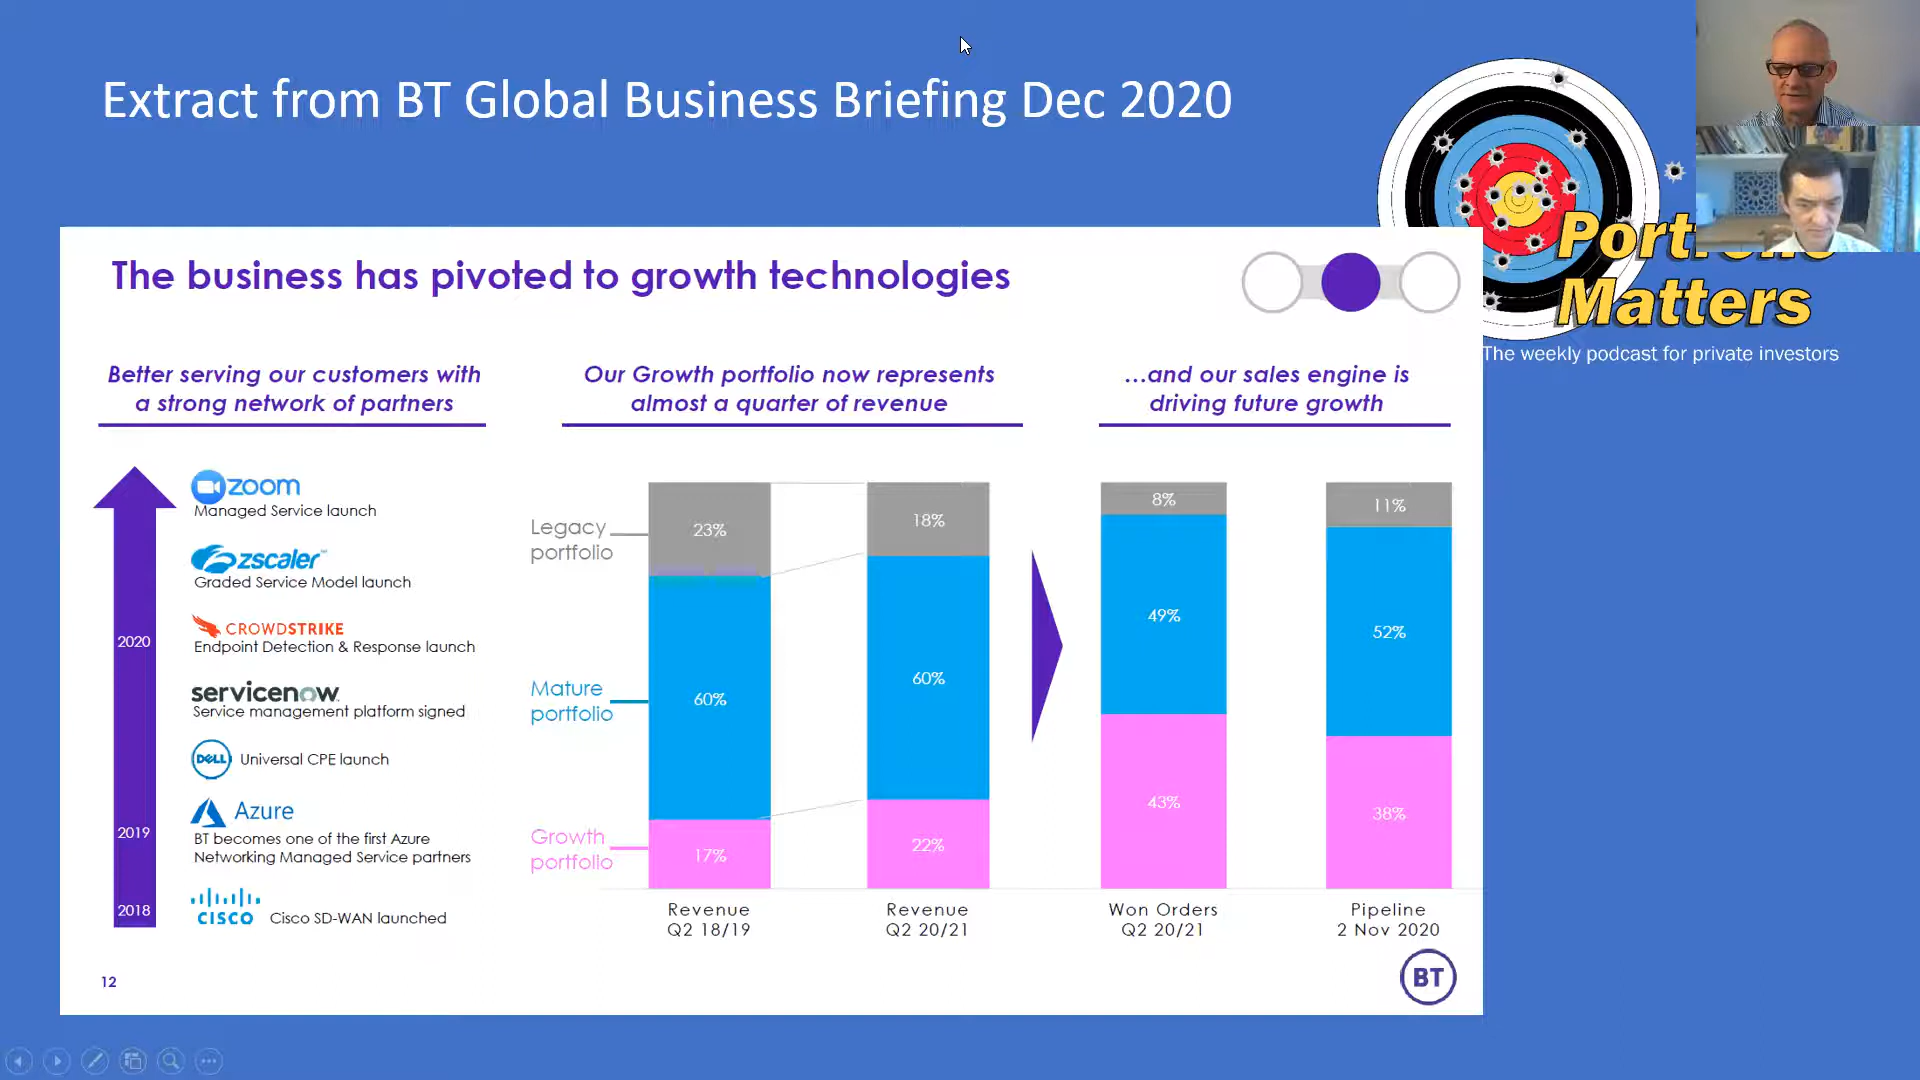 Extract from BT Global Business Briefing Dec 2020
Matters
The weekly podcast for private investors
The business has pivoted to growth technologies
Better serving our customers with
a strong network of partners
Our Growth portfolio now represents
almost a quarter of revenue
...and our sales engine is
driving future growth
zoom
Managed Service launch
zscaler™
Graded Service Model launch
CROWDSTRIKE
Endpoint Detection & Response launch
2020
servicenow
Service management platform signed
DELL
Universal CPE launch
Azure
2019
BT becomes one of the first Azure
Networking Managed Service partners
2018
CISCO
Cisco SD-WAN launched
Legacy
portfolio
Mature
portfolio
Growth
portfolio
23%
60%
17%
Revenue
Q2 18/19
18%
60%
22%
Revenue
Q2 20/21
8%
49%
43%
Won Orders
Q2 20/21
11%
52%
38%
Pipeline
2 Nov 2020
12
BT